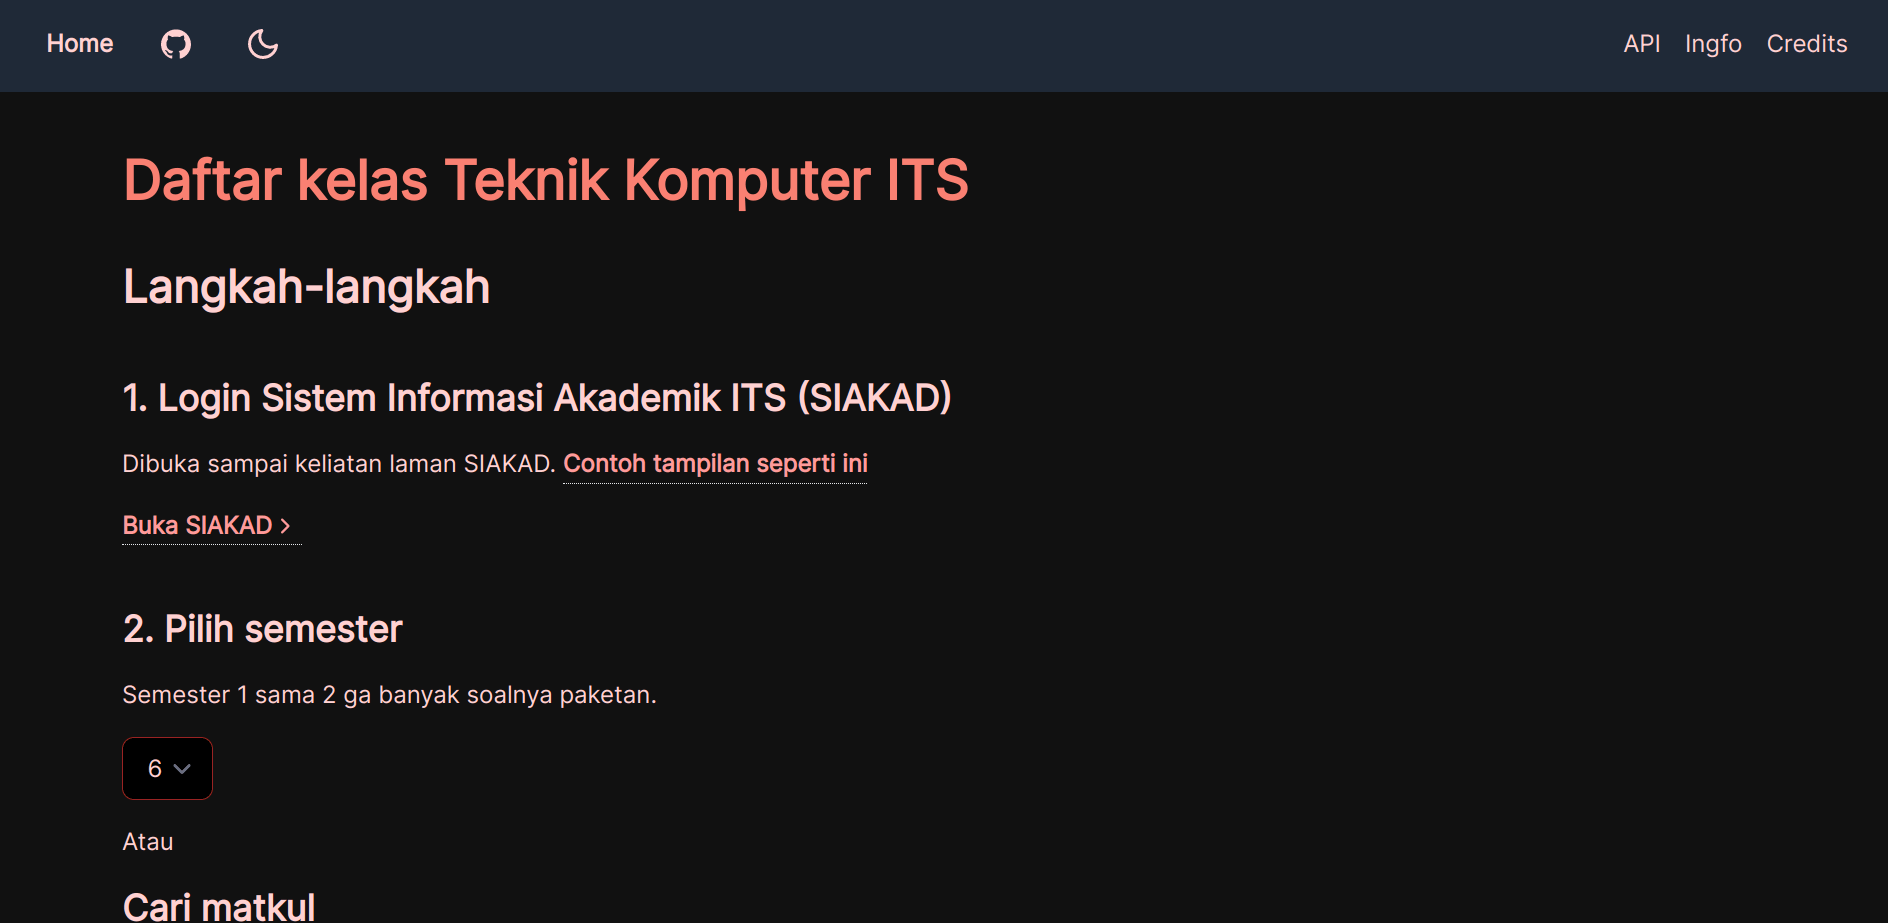 Home
API Ingfo Credits
Daftar kelas Teknik Komputer ITS
Langkah-langkah
1. Login Sistem Informasi Akademik ITS (SIAKAD)
Dibuka sampai keliatan laman SIAKAD. Contoh tampilan seperti ini
Buka SIAKAD >
2. Pilih semester
Semester 1 sama 2 ga banyak soalnya paketan.
6
Atau
Cari matkul